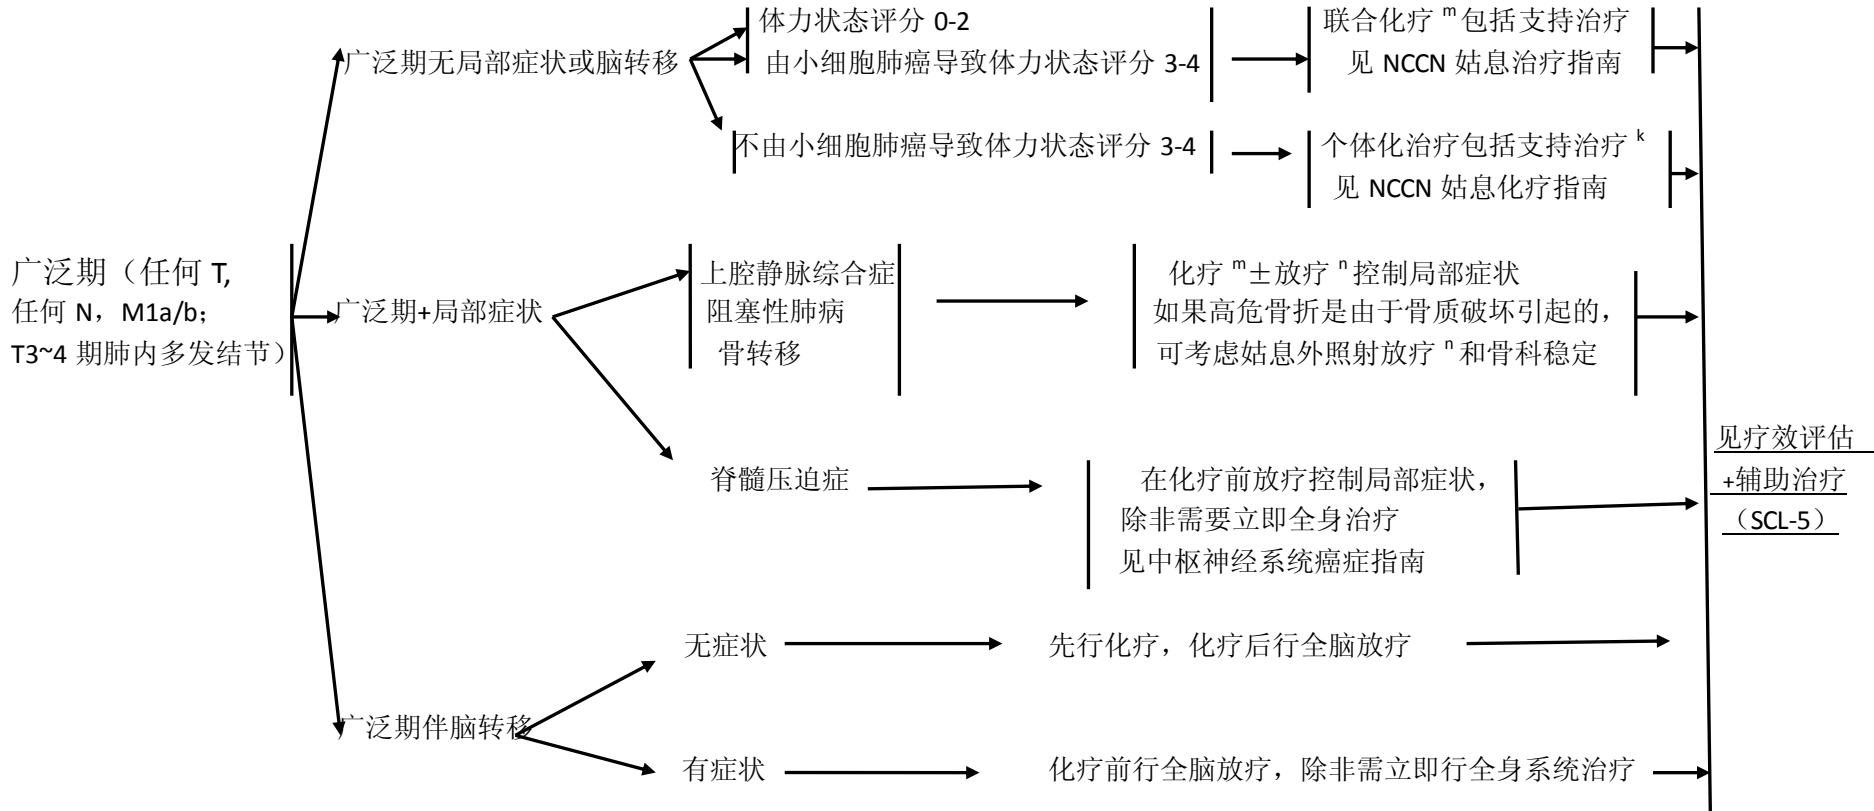 体力状态评分 0-2
由小细胞肺癌导致体力状态评分 3-4
广泛期无局部症状或脑转移
联合化疗 m 包括支持治疗
见 NCCN 姑息治疗指南
不由小细胞肺癌导致体力状态评分 3-4
个体化治疗包括支持治疗 k
见 NCCN 姑息化疗指南
广泛期（任何 T,
任何 N，M1a/b；
T3~4 期肺内多发结节）
广泛期+局部症状
上腔静脉综合症
阻塞性肺病
骨转移
化疗 m±放疗 n控制局部症状
如果高危骨折是由于骨质破坏引起的，
可考虑姑息外照射放疗 n 和骨科稳定
脊髓压迫症
在化疗前放疗控制局部症状，
除非需要立即全身治疗
见中枢神经系统癌症指南
见疗效评估
+辅助治疗
（SCL-5）
广泛期伴脑转移
无症状
先行化疗，化疗后行全脑放疗
有症状
化疗前行全脑放疗，除非需立即行全身系统治疗